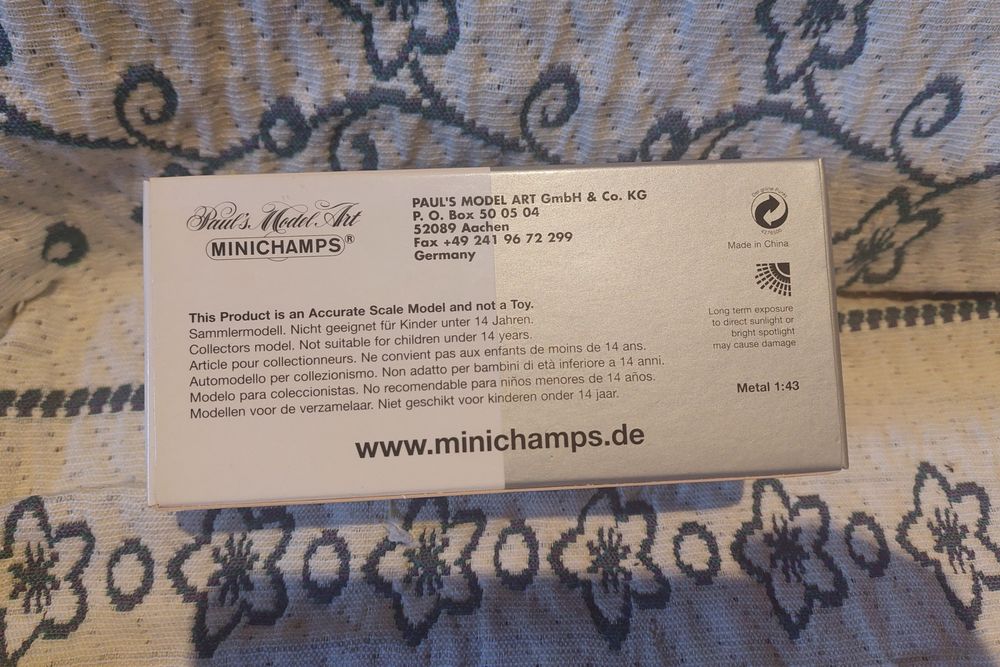 Paul's Model Art
MINICHAMPS®
PAUL'S MODEL ART GmbH & Co. KG
P. O. Box 50 05 04
52089 Aachen
Fax +49 241 96 72 299
Germany
Der Grüne Punkt
Made in China
Long term exposure
to direct sunlight or
bright spotlight
may cause damage
Metal 1:43
This Product is an Accurate Scale Model and not a Toy.
Sammlermodell. Nicht geeignet für Kinder unter 14 Jahren.
Collectors model. Not suitable for children under 14 years.
Article pour collectionneurs. Ne convient pas aux enfants de moins de 14 ans.
Automodello per collezionismo. Non adatto per bambini di età inferiore a 14 anni.
Modelo para coleccionistas. No recomendable para niños menores de 14 años.
Modellen voor de verzamelaar. Niet geschikt voor kinderen onder 14 jaar.
www.minichamps.de